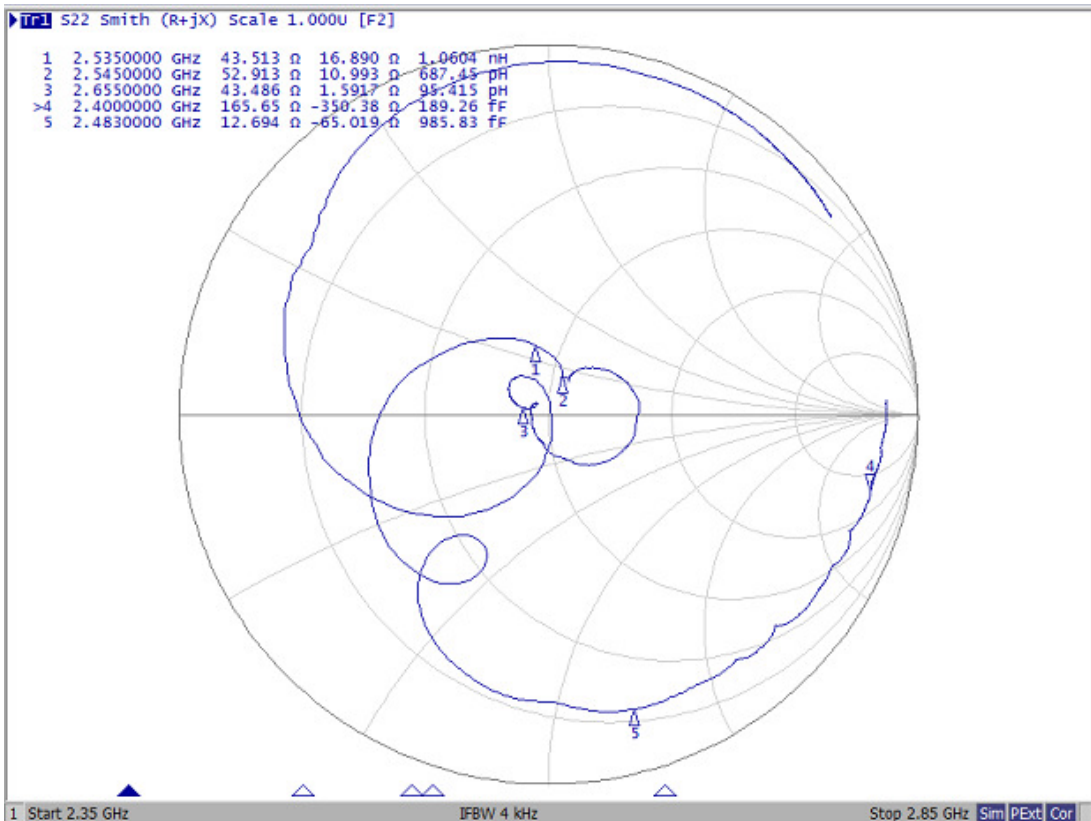 Tr1 S22 Smith (R+jX) Scale 1.000U [F2]
1 2.5350000 GHz 43.513 Ω 16.890 Ω 1.0604 nH
2 2.5450000 GHz 52.913 Ω 10.993 Ω 687.45 pH
3 2.6550000 GHz 43.486 Ω 1.5917 Ω 95.415 pH
>4 2.4000000 GHz 165.65 Ω -350.38 Ω 189.26 fF
5 2.4830000 GHz 12.694 Ω -65.019 Ω 985.83 fF
1
2
3
4
5
1 Start 2.35 GHz IFBW 4 kHz Stop 2.85 GHz Sim PExt Cor